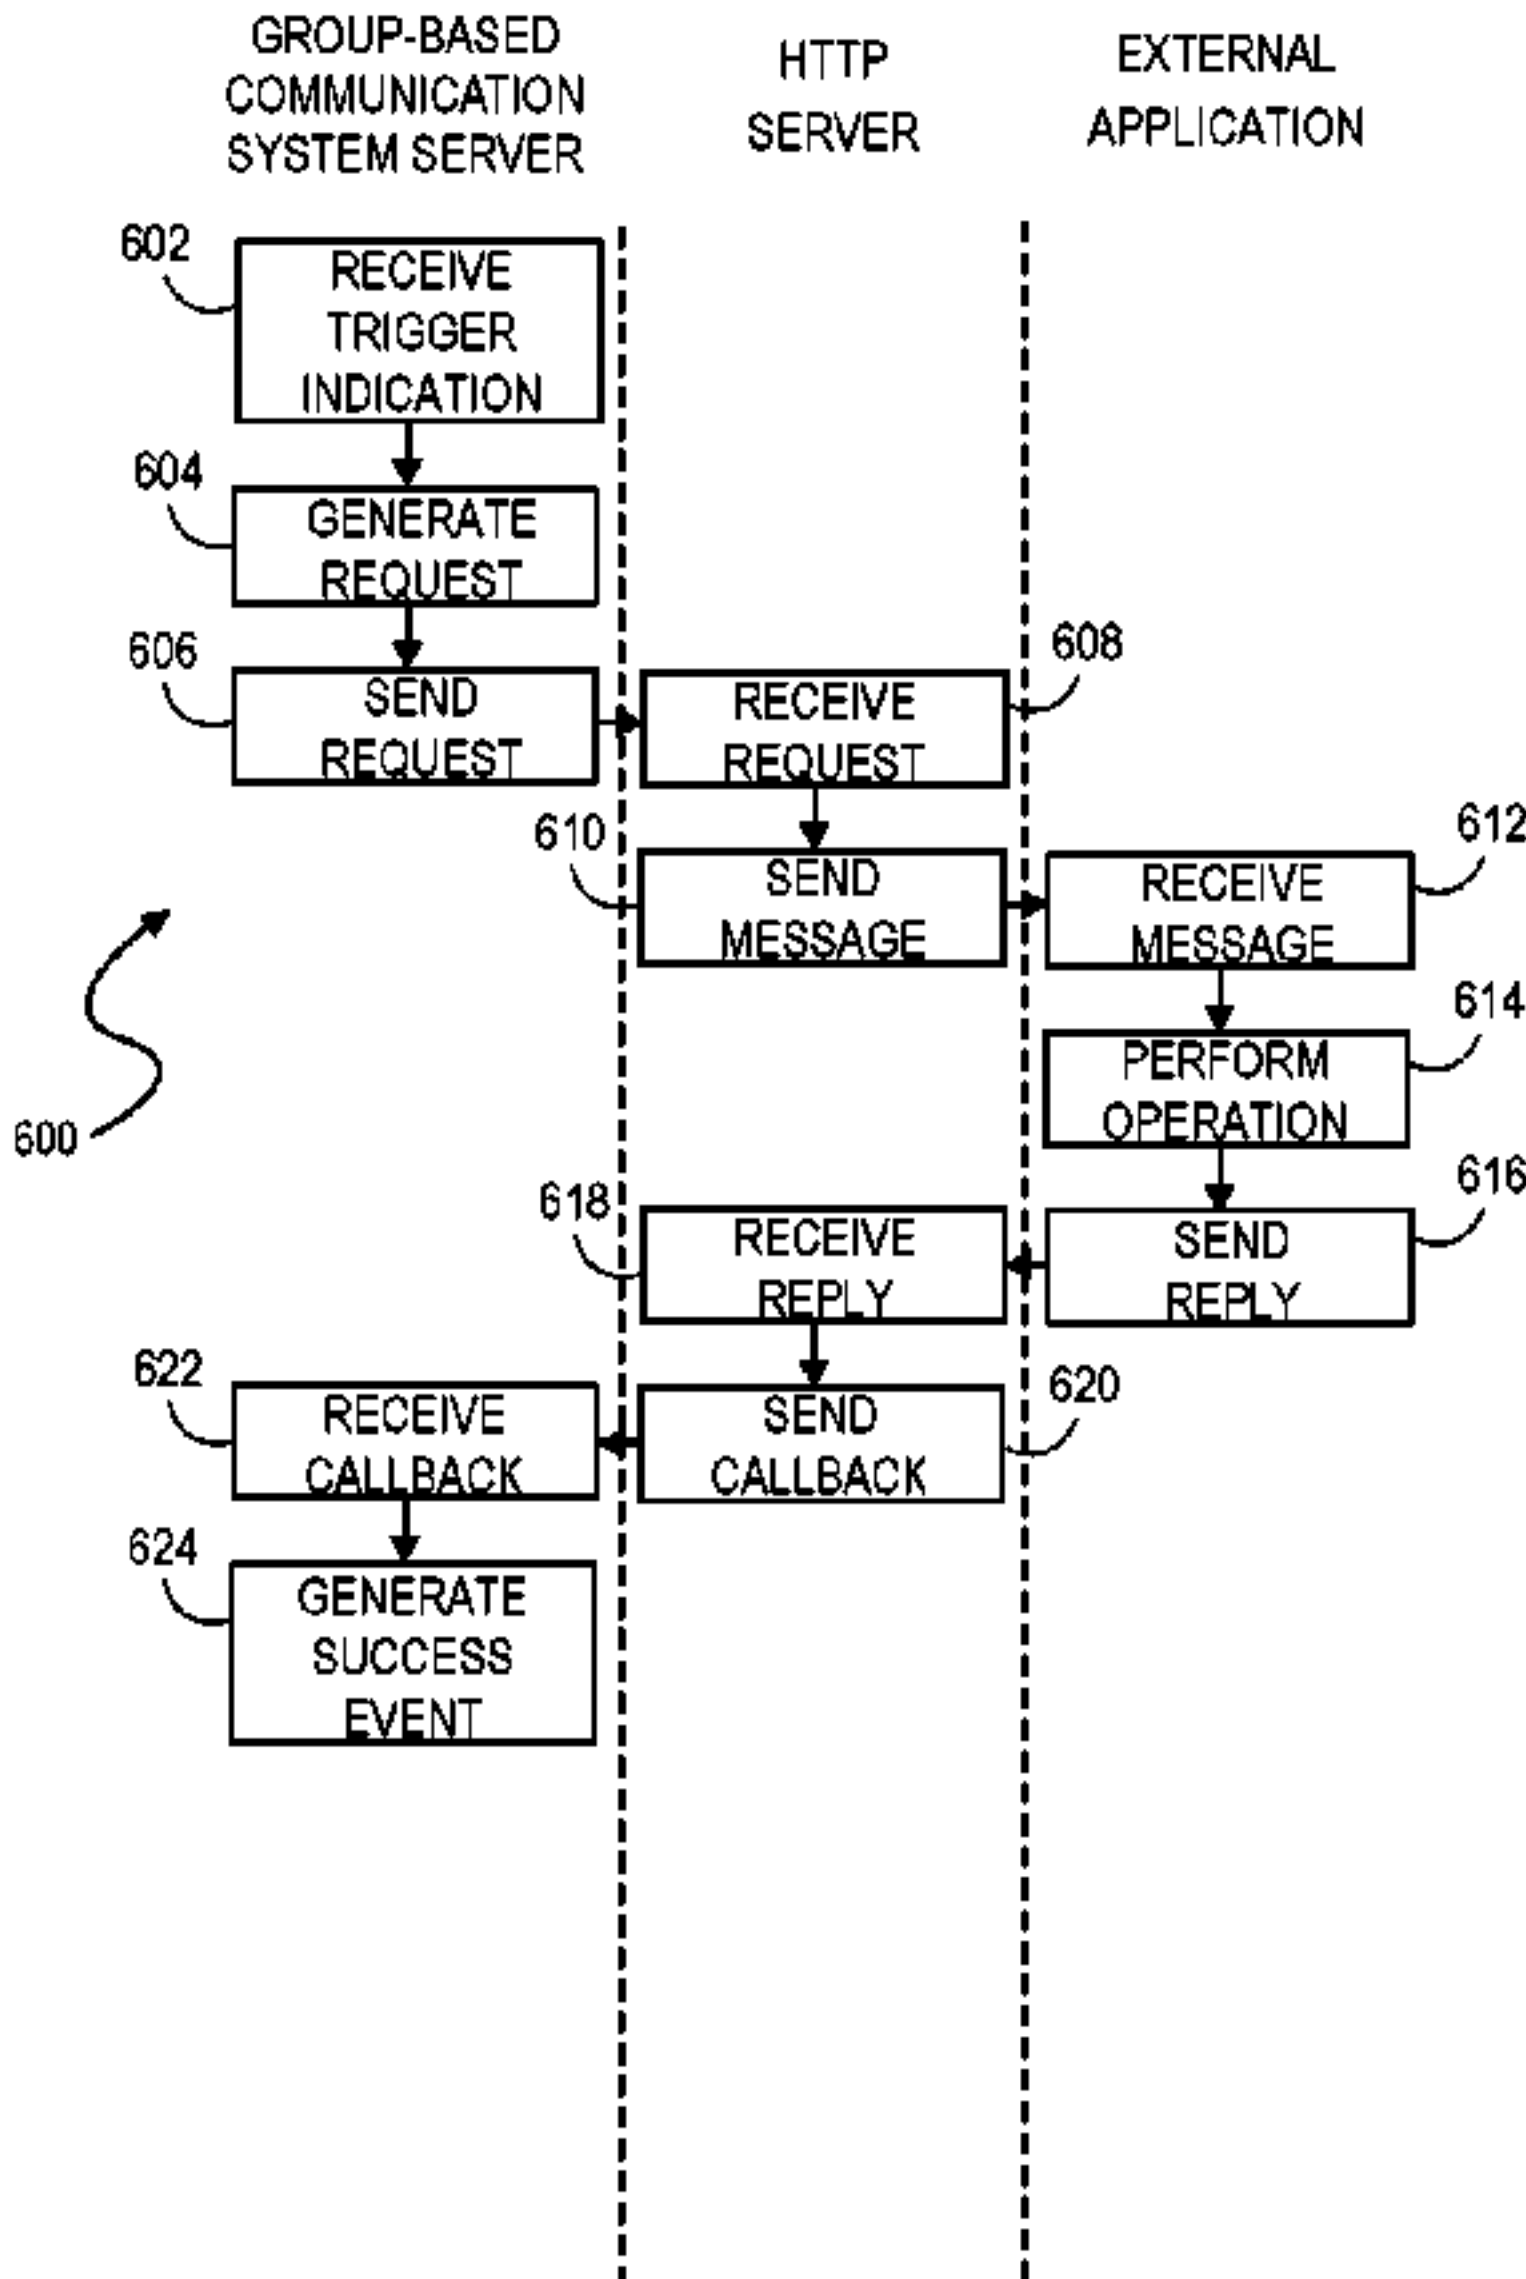 GROUP-BASED
COMMUNICATION
SYSTEM SERVER
HTTP
SERVER
EXTERNAL
APPLICATION
602
RECEIVE
TRIGGER
INDICATION
604
GENERATE
REQUEST
606
SEND
REQUEST
608
RECEIVE
REQUEST
610
SEND
MESSAGE
612
RECEIVE
MESSAGE
614
PERFORM
OPERATION
600
616
SEND
REPLY
618
RECEIVE
REPLY
620
SEND
CALLBACK
622
RECEIVE
CALLBACK
624
GENERATE
SUCCESS
EVENT